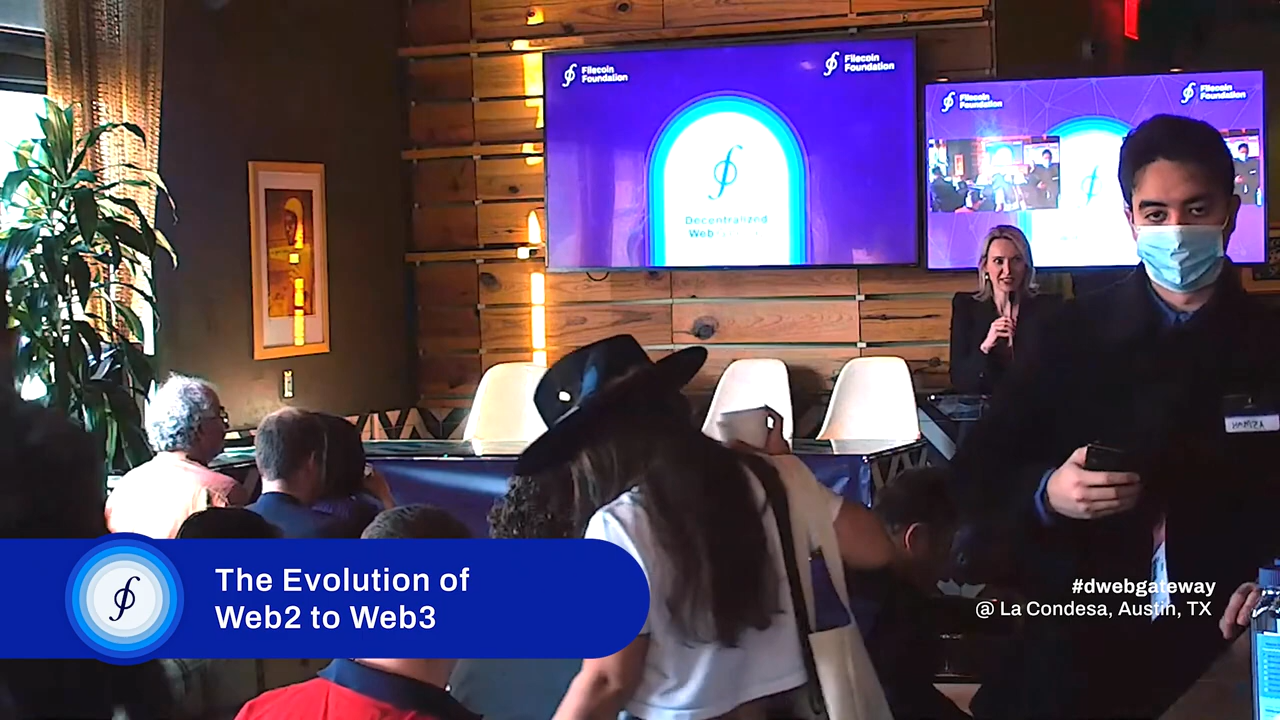 Filecoin
Foundation
Filecoin
Foundation
Decentralized
Filecoin
Foundation
Filecoin
Foundation
HAMZA
The Evolution of
Web2 to Web3
#dwebgateway
@ La Condesa, Austin, TX